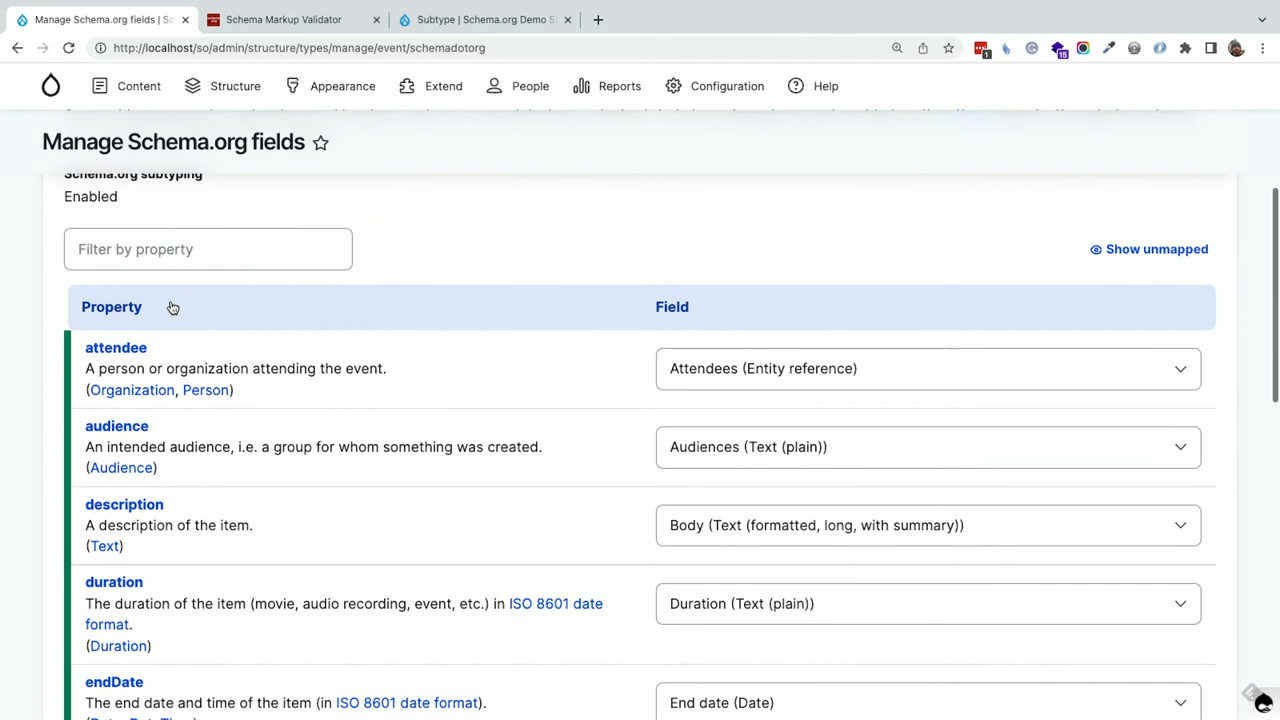 Manage Schema.org fields | Sc
Schema Markup Validator
Subtype | Schema.org Demo S
http://localhost/so/admin/structure/types/manage/event/schemadotorg
1
15
Content
Structure
Appearance
Extend
People
Reports
Configuration
Help
Manage Schema.org fields
Schema.org subtyping
Enabled
Filter by property
Show unmapped
Property
Field
attendee
A person or organization attending the event.
(Organization, Person)
Attendees (Entity reference)
audience
An intended audience, i.e. a group for whom something was created.
(Audience)
Audiences (Text (plain))
description
A description of the item.
(Text)
Body (Text (formatted, long, with summary))
duration
The duration of the item (movie, audio recording, event, etc.) in ISO 8601 date
format.
(Duration)
Duration (Text (plain))
endDate
The end date and time of the item (in ISO 8601 date format).
End date (Date)